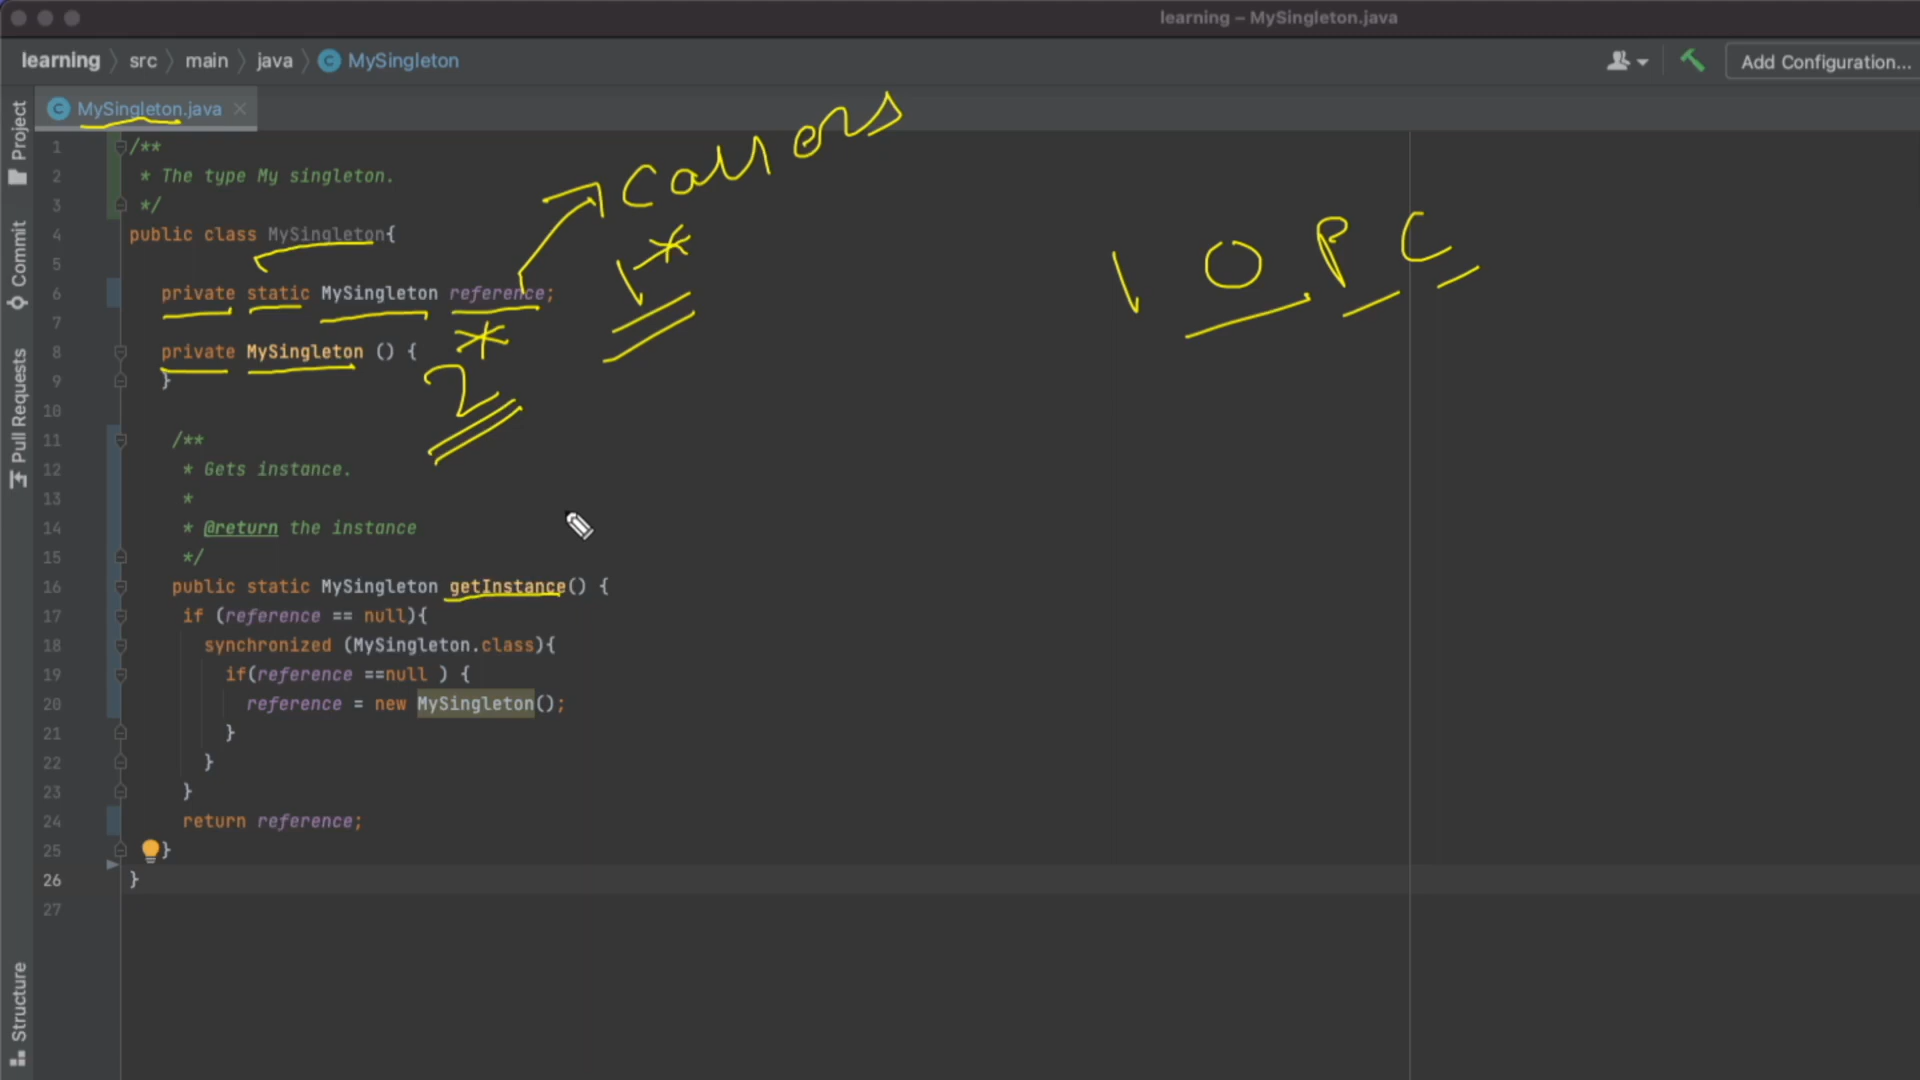 learning – MySingleton.java
learning src main java MySingleton
Add Configuration...
MySingleton.java
Project
Commit
Pull Requests
Structure
1 /**
2 * The type My singleton.
3 */
4 public class MySingleton{
5
6 private static MySingleton reference;
7
8 private MySingleton () {
9 }
10
11 /**
12 * Gets instance.
13 *
14 * @return the instance
15 */
16 public static MySingleton getInstance() {
17 if (reference == null){
18 synchronized (MySingleton.class){
19 if(reference ==null ) {
20 reference = new MySingleton();
21 }
22 }
23 }
24 return reference;
25 }
26 }
27
callers
1 *
*
2
1 O P C